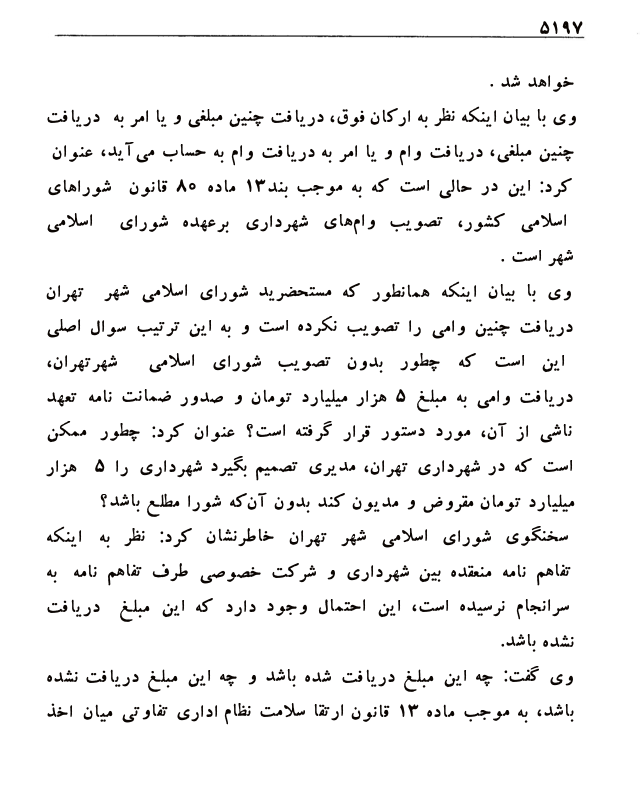 ۵۱۹۷
خواهد شد .
وی با بیان اینکه نظر به ارکان فوق، دریافت چنین مبلغی و یا امر به دریافت
چنین مبلغی، دریافت وام و یا امر به دریافت وام به حساب می‌آید، عنوان
کرد: این در حالی است که به موجب بند۱۳ ماده ۸۰ قانون شوراهای
اسلامی کشور، تصویب وام‌های شهرداری برعهده شورای اسلامی
شهر است .
وی با بیان اینکه همانطور که مستحضرید شورای اسلامی شهر تهران
دریافت چنین وامی را تصویب نکرده است و به این ترتیب سوال اصلی
این است که چطور بدون تصویب شورای اسلامی شهرتهران،
دریافت وامی به مبلغ ۵ هزار میلیارد تومان و صدور ضمانت نامه تعهد
ناشی از آن، مورد دستور قرار گرفته است؟ عنوان کرد: چطور ممکن
است که در شهرداری تهران، مدیری تصمیم بگیرد شهرداری را ۵ هزار
میلیارد تومان مقروض و مدیون کند بدون آن‌که شورا مطلع باشد؟
سخنگوی شورای اسلامی شهر تهران خاطرنشان کرد: نظر به اینکه
تفاهم نامه منعقده بین شهرداری و شرکت خصوصی طرف تفاهم نامه به
سرانجام نرسیده است، این احتمال وجود دارد که این مبلغ دریافت
نشده باشد.
وی گفت: چه این مبلغ دریافت شده باشد و چه این مبلغ دریافت نشده
باشد، به موجب ماده ۱۳ قانون ارتقا سلامت نظام اداری تفاوتی میان اخذ